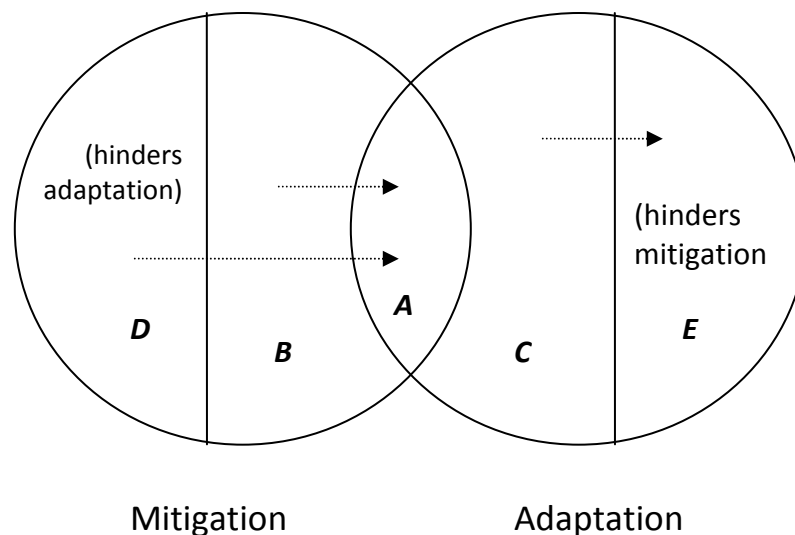 (hinders
adaptation)
(hinders
mitigation
A
D
B
C
E
Mitigation
Adaptation